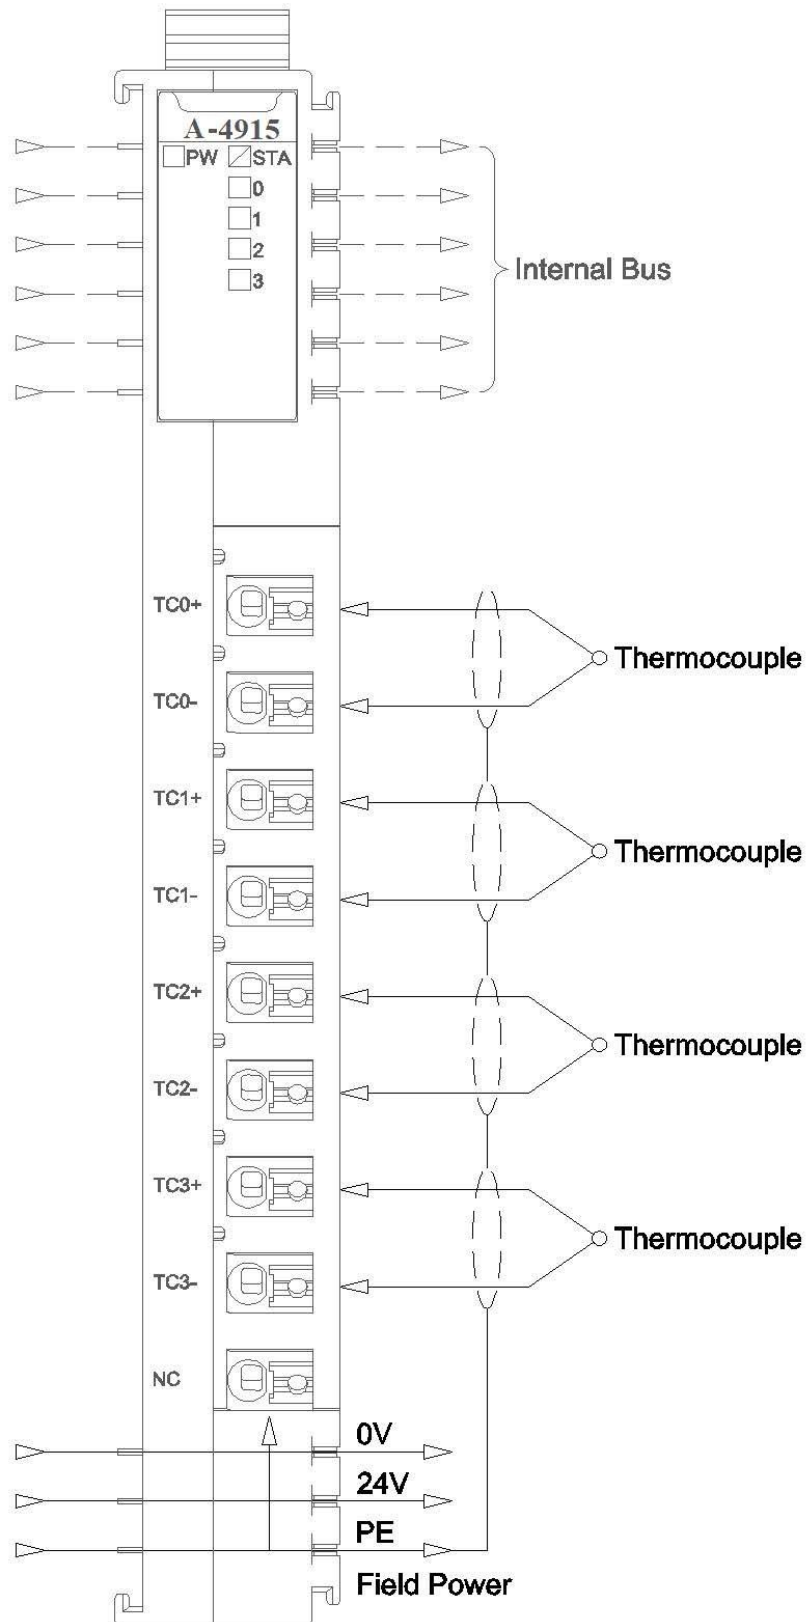 A-4915
PW STA
0
1
2
3
Internal Bus
TC0+
Thermocouple
TC0-
TC1+
Thermocouple
TC1-
TC2+
Thermocouple
TC2-
TC3+
Thermocouple
TC3-
NC
0V
24V
PE
Field Power